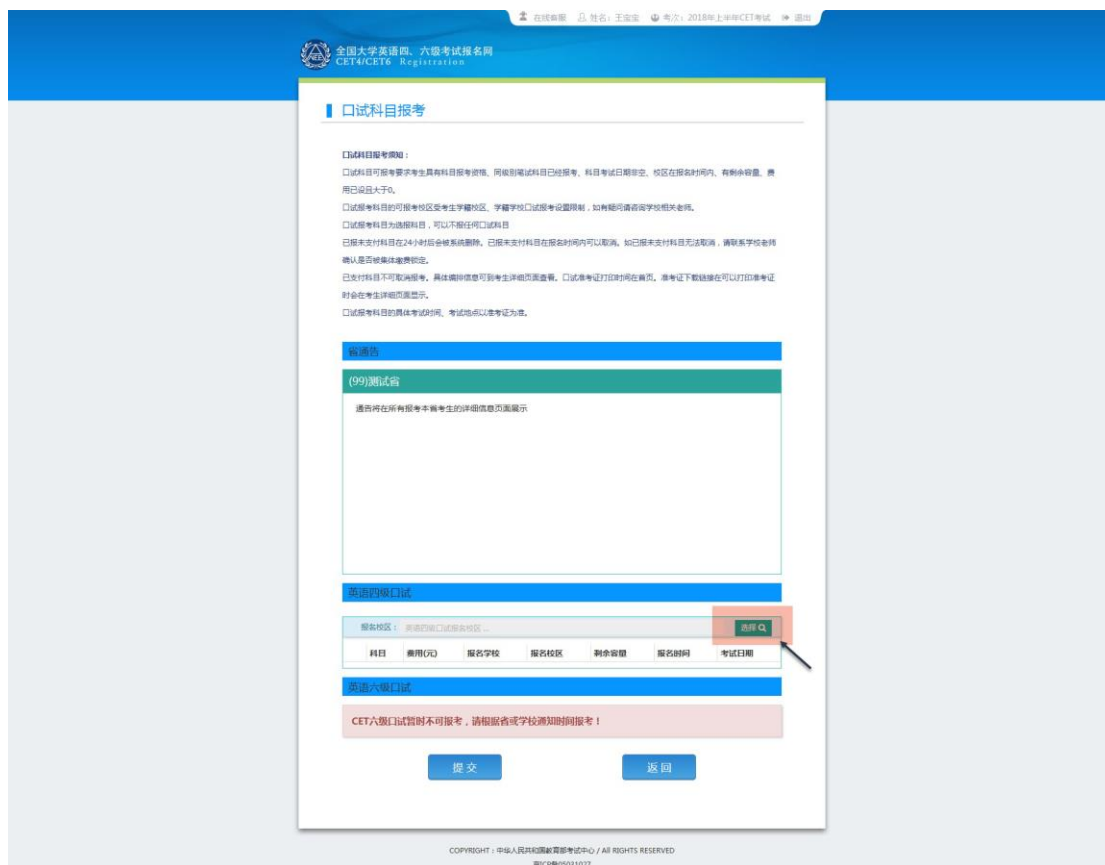 在线客服 姓名：王宝宝 考次：2018年上半年CET考试 退出
全国大学英语四、六级考试报名网
CET4/CET6 Registration
口试科目报考
口试科目报考须知：
口试科目可报考要求考生具有科目报考资格、同级别笔试科目已经报考、科目考试日期非空、校区在报名时间内、有剩余容量、费
用已设且大于0。
口试报考科目的可报考校区受考生学籍校区、学籍学校口试报考设置限制，如有疑问请咨询学校相关老师。
口试报考科目为选报科目，可以不报任何口试科目
已报未支付科目在24小时后会被系统删除。已报未支付科目在报名时间内可以取消。如已报未支付科目无法取消，请联系学校老师
确认是否被集体缴费锁定。
已支付科目不可取消报考。具体编排信息可到考生详细页面查看。口试准考证打印时间在首页。准考证下载链接在可以打印准考证
时会在考生详细页面显示。
口试报考科目的具体考试时间、考试地点以准考证为准。
省通告
(99)测试省
通告将在所有报考本省考生的详细信息页面展示
英语四级口试
报名校区： 英语四级口试报名校区 ... 选择
科目 费用(元) 报名学校 报名校区 剩余容量 报名时间 考试日期
英语六级口试
CET六级口试暂时不可报考，请根据省或学校通知时间报考！
提 交 返 回
COPYRIGHT：中华人民共和国教育部考试中心 / All RIGHTS RESERVED
京ICP备05031027